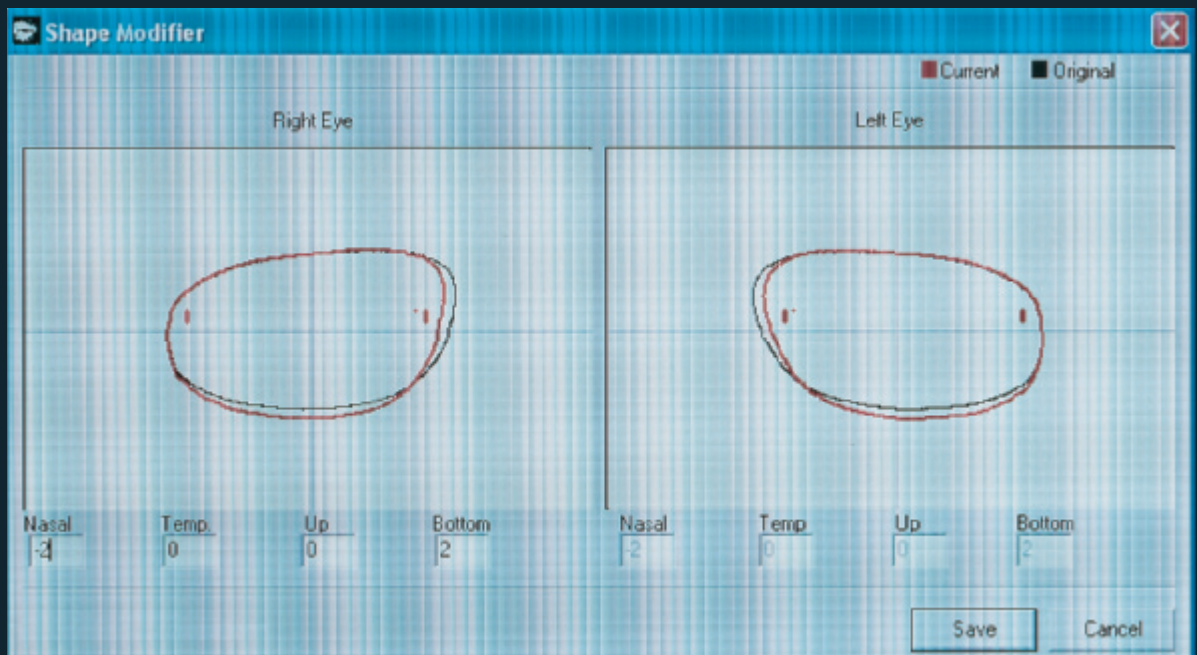 Shape Modifier
Current Original
Right Eye Left Eye
Nasal Temp. Up Bottom Nasal Temp Up Bottom
-2 0 0 2 -2 0 0 2
Save Cancel